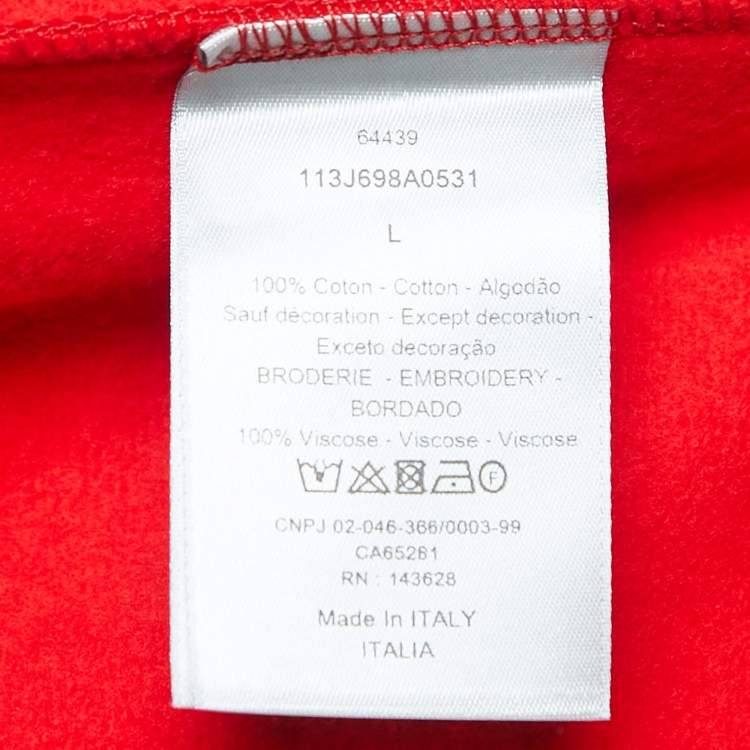 64439
113J698A0531
L
100% Coton - Cotton - Algodão
Sauf décoration - Except decoration -
Exceto decoração
BRODERIE - EMBROIDERY -
BORDADO
100% Viscose - Viscose - Viscose
F
CNPJ 02-046-366/0003-99
CA65261
RN : 143628
Made In ITALY
ITALIA